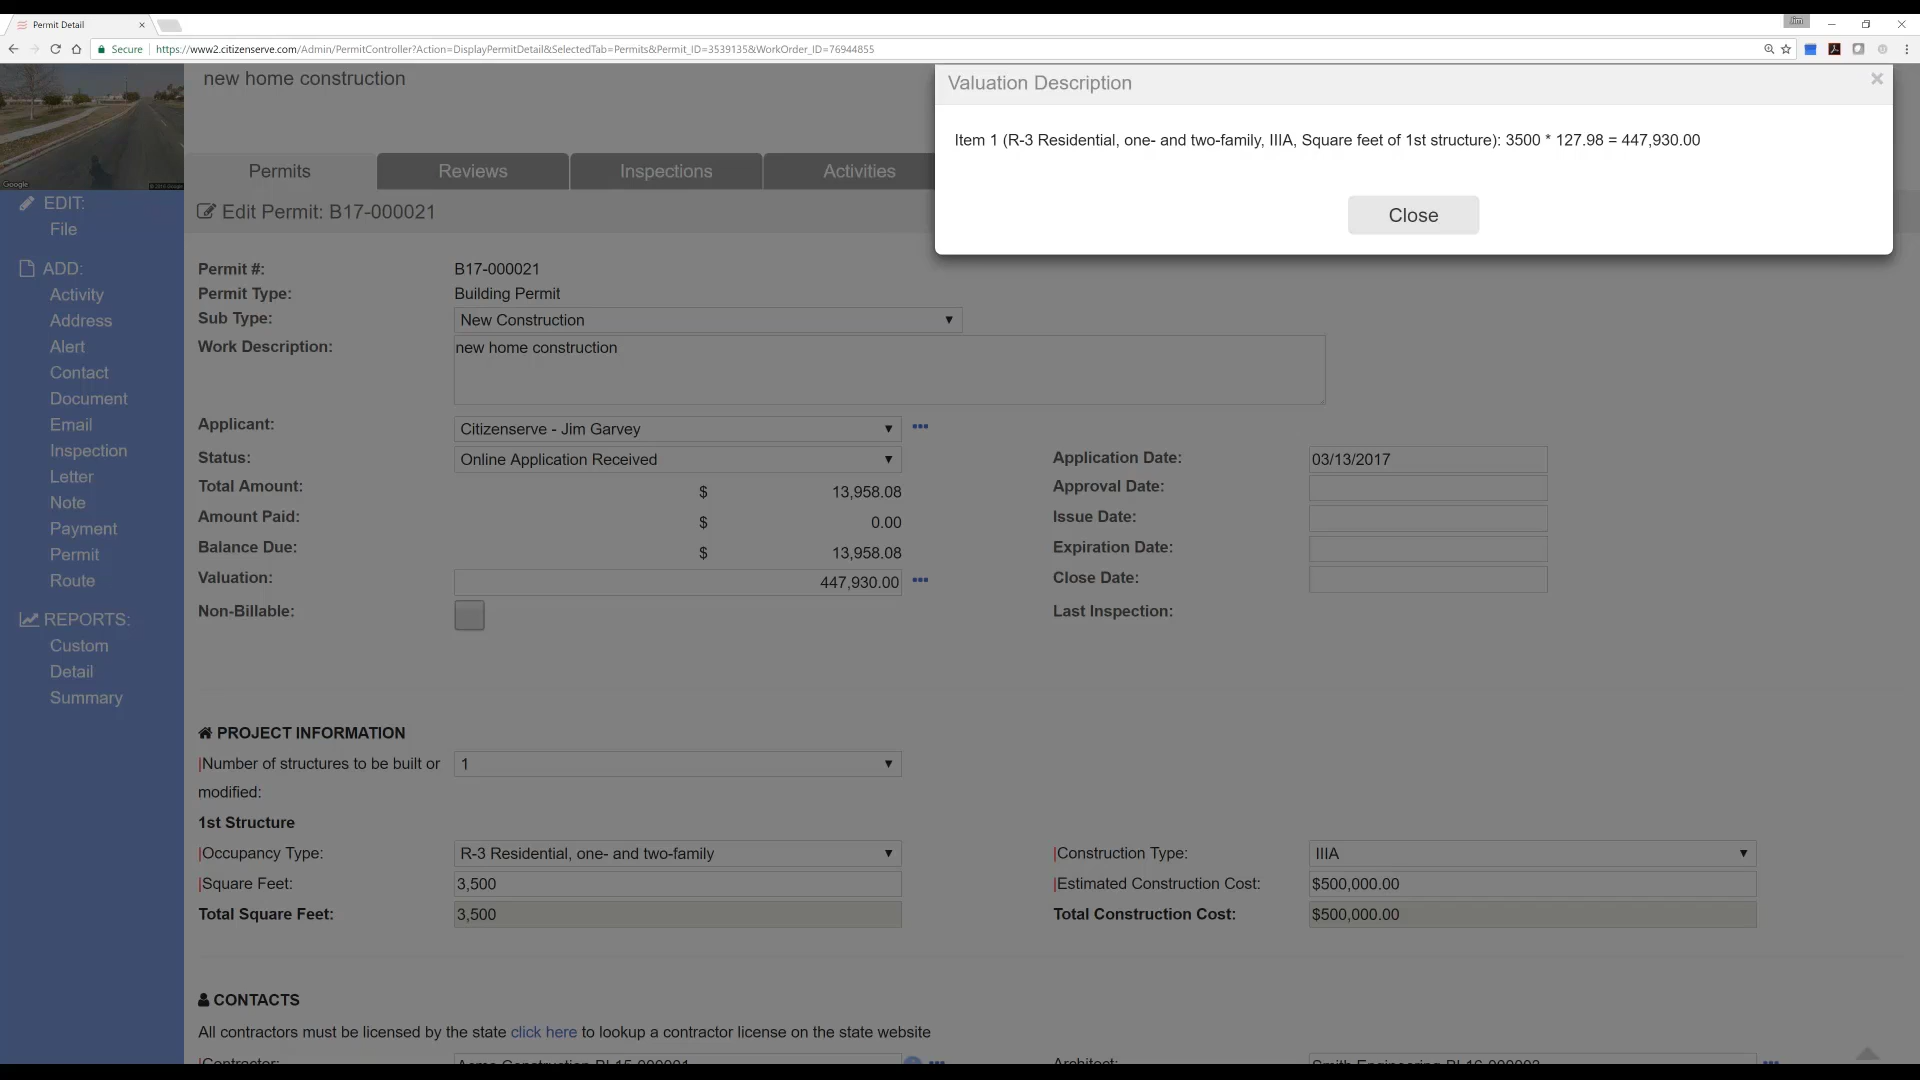 Permit Detail
Jim
Secure https://www2.citizenserve.com/Admin/PermitController?Action=DisplayPermitDetail&SelectedTab=Permits&Permit_ID=3539135&WorkOrder_ID=76944855
new home construction
Valuation Description
Item 1 (R-3 Residential, one- and two-family, IIIA, Square feet of 1st structure): 3500 * 127.98 = 447,930.00
Close
Google
Permits Reviews Inspections Activities
Edit Permit: B17-000021
EDIT:
File
ADD:
Activity
Address
Alert
Contact
Document
Email
Inspection
Letter
Note
Payment
Permit
Route
REPORTS:
Custom
Detail
Summary
Permit #: B17-000021
Permit Type: Building Permit
Sub Type: New Construction
Work Description: new home construction
Applicant: Citizenserve - Jim Garvey
Status: Online Application Received Application Date: 03/13/2017
Total Amount: $ 13,958.08 Approval Date:
Amount Paid: $ 0.00 Issue Date:
Balance Due: $ 13,958.08 Expiration Date:
Valuation: 447,930.00 Close Date:
Non-Billable: Last Inspection:
PROJECT INFORMATION
Number of structures to be built or 1
modified:
1st Structure
Occupancy Type: R-3 Residential, one- and two-family Construction Type: IIIA
Square Feet: 3,500 Estimated Construction Cost: $500,000.00
Total Square Feet: 3,500 Total Construction Cost: $500,000.00
CONTACTS
All contractors must be licensed by the state click here to lookup a contractor license on the state website
Contractor: Acme Construction Architect: Smith Engineering